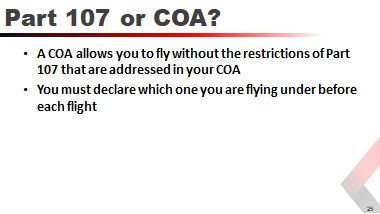 Part 107 or COA?
• A COA allows you to fly without the restrictions of Part
107 that are addressed in your COA
• You must declare which one you are flying under before
each flight
25